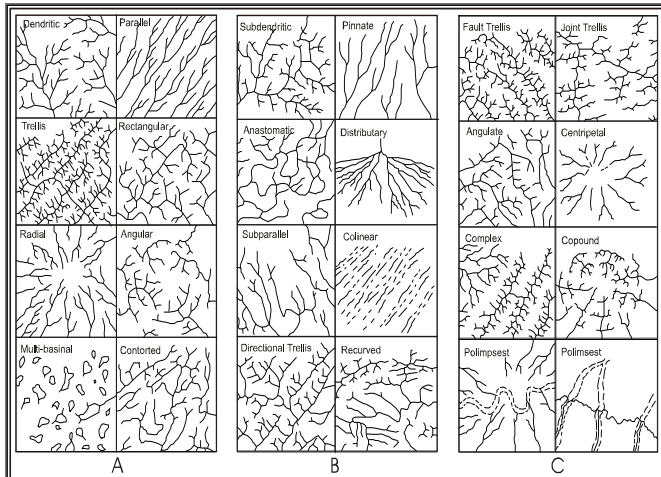 Dendritic
Parallel
Trellis
Rectangular
Radial
Angular
Multi-basinal
Contorted
A
Subdendritic
Pinnate
Anastomatic
Distributary
Subparallel
Colinear
Directional Trellis
Recurved
B
Fault Trellis
Joint Trellis
Angulate
Centripetal
Complex
Copound
Polimpsest
Polimsest
C